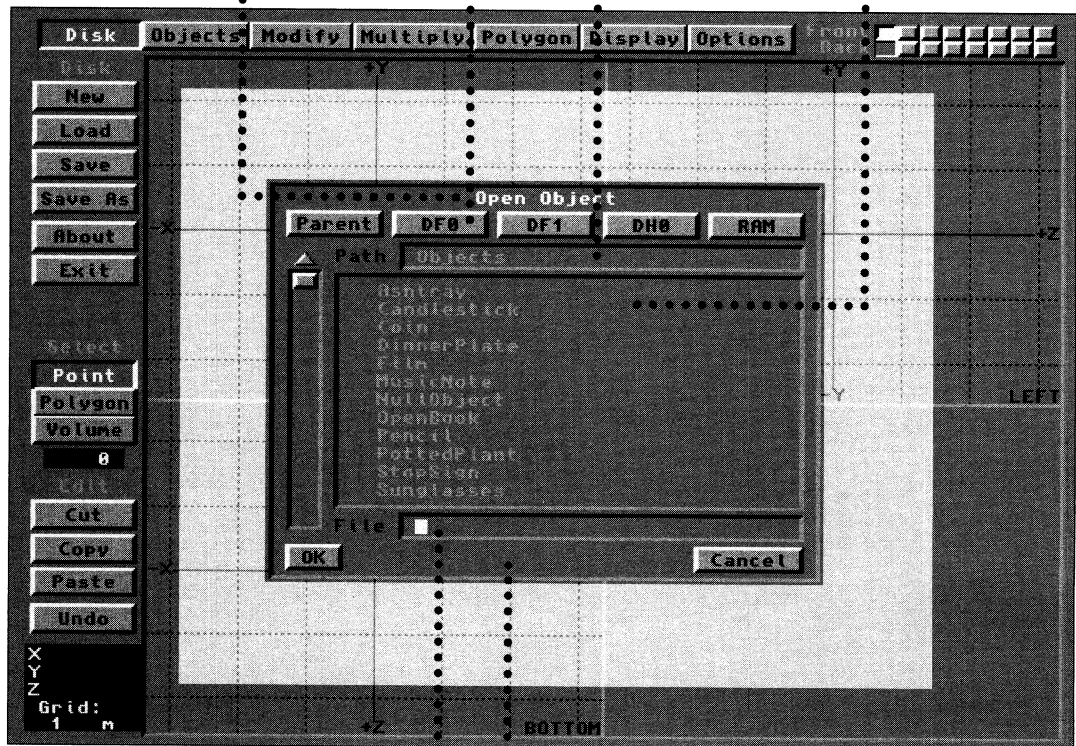 Disk Objects Modify Multiply Polygon Display Options Front
Back
Disk
New
Load
Save
Save As
About
Exit
Select
Point
Polygon
Volume
0
Edit
Cut
Copy
Paste
Undo
X
Y
Z
Grid:
1 m
+Y +Y
-X +Z
-Y LEFT
-X
+Z BOTTOM
Open Object
Parent DF0 DF1 DH0 RAM
Path Objects
Ashtray
Candlestick
Coin
DinnerPlate
Film
MusicNote
NullObject
OpenBook
Pencil
PottedPlant
StopSign
Sunglasses
File
OK Cancel